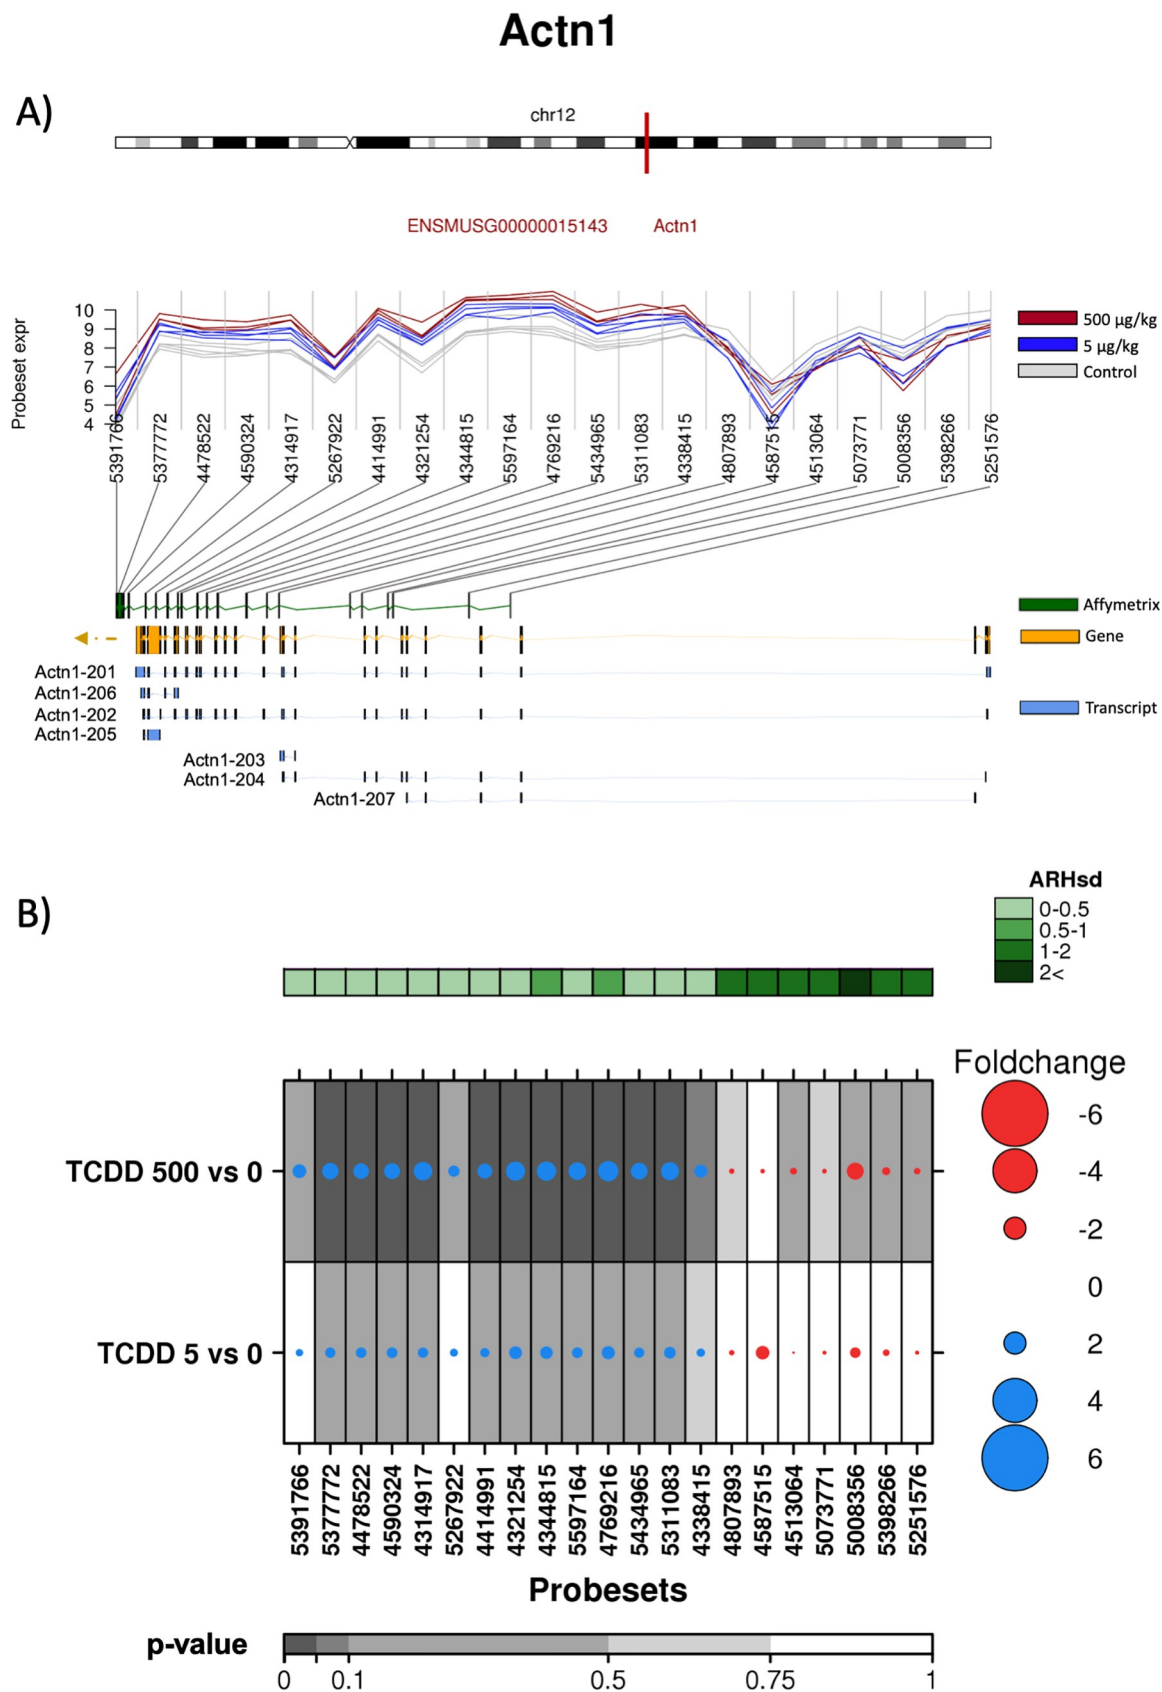 Actn1
A)
chr12
ENSMUSG00000015143 Actn1
Probeset expr
10
9
8
7
6
5
4
500 µg/kg
5 µg/kg
Control
5391766 5377772 4478522 4590324 4314917 5267922 4414991 4321254 4344815 5597164 4769216 5434965 5311083 4338415 4807893 4587515 4513064 5073771 5008356 5398266 5251576
Affymetrix
Gene
Actn1-201
Actn1-206
Actn1-202
Transcript
Actn1-205
Actn1-203
Actn1-204
Actn1-207
B)
ARHsd
0-0.5
0.5-1
1-2
2<
Foldchange
-6
TCDD 500 vs 0
-4
-2
0
TCDD 5 vs 0
2
4
6
5391766 5377772 4478522 4590324 4314917 5267922 4414991 4321254 4344815 5597164 4769216 5434965 5311083 4338415 4807893 4587515 4513064 5073771 5008356 5398266 5251576
Probesets
p-value
0 0.1 0.5 0.75 1